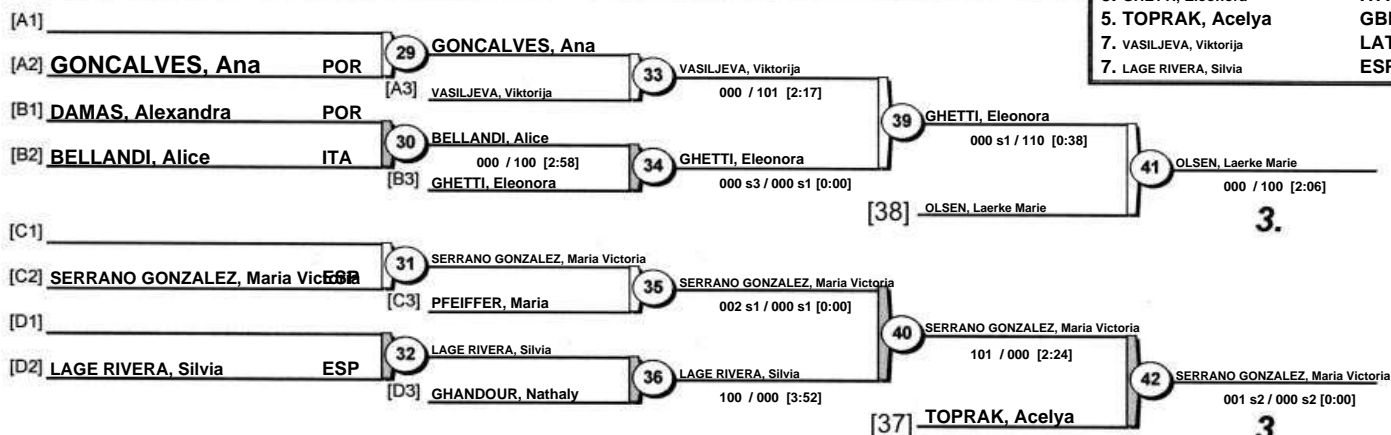 5. TOPRAK, Acelya GBR
7. VASILJEVA, Viktorija LAT
7. LAGE RIVERA, Silvia ESP
[A1]
[A2] GONCALVES, Ana POR
29
GONCALVES, Ana
[A3] VASILJEVA, Viktorija
33
VASILJEVA, Viktorija
000 / 101 [2:17]
[B1] DAMAS, Alexandra POR
[B2] BELLANDI, Alice ITA
30
BELLANDI, Alice
000 / 100 [2:58]
[B3] GHETTI, Eleonora
34
GHETTI, Eleonora
000 s3 / 000 s1 [0:00]
39
GHETTI, Eleonora
000 s1 / 110 [0:38]
[38] OLSEN, Laerke Marie
41
OLSEN, Laerke Marie
000 / 100 [2:06]
3.
[C1]
[C2] SERRANO GONZALEZ, Maria Victoria ESP
31
SERRANO GONZALEZ, Maria Victoria
[C3] PFEIFFER, Maria
35
SERRANO GONZALEZ, Maria Victoria
002 s1 / 000 s1 [0:00]
[D1]
[D2] LAGE RIVERA, Silvia ESP
32
LAGE RIVERA, Silvia
[D3] GHANDOUR, Nathaly
36
LAGE RIVERA, Silvia
100 / 000 [3:52]
40
SERRANO GONZALEZ, Maria Victoria
101 / 000 [2:24]
[37] TOPRAK, Acelya
42
SERRANO GONZALEZ, Maria Victoria
001 s2 / 000 s2 [0:00]
3